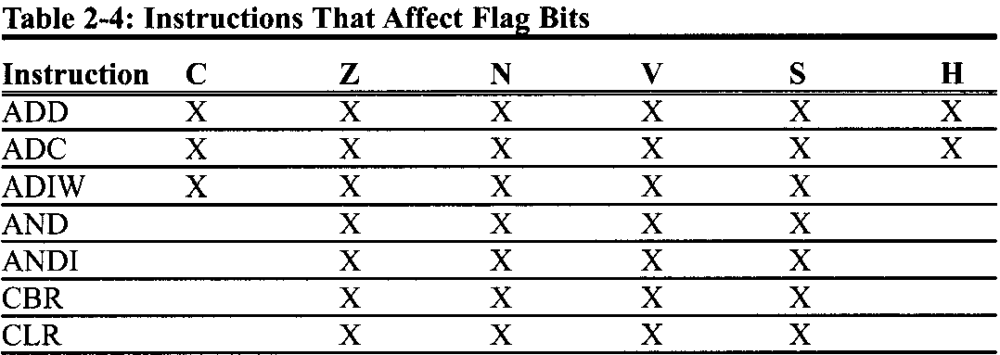 Table 2-4: Instructions That Affect Flag Bits
Instruction C Z N V S H
ADD X X X X X X
ADC X X X X X X
ADIW X X X X X
AND X X X X
ANDI X X X X
CBR X X X X
CLR X X X X